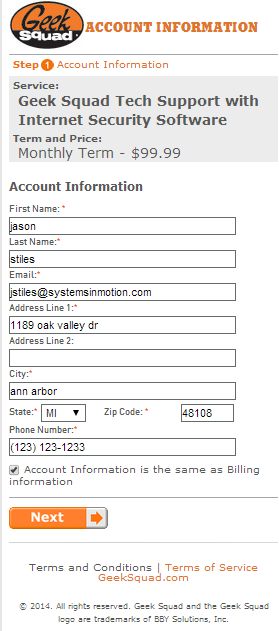 Geek Squad
ACCOUNT INFORMATION
Step 1 Account Information
Service:
Geek Squad Tech Support with
Internet Security Software
Term and Price:
Monthly Term - $99.99
Account Information
First Name: *
jason
Last Name:*
stiles
Email:*
jstiles@systemsinmotion.com
Address Line 1:*
1189 oak valley dr
Address Line 2:
City:*
ann arbor
State:* MI Zip Code: * 48108
Phone Number:*
(123) 123-1233
Account Information is the same as Billing
information
Next
Terms and Conditions | Terms of Service
GeekSquad.com
© 2014. All rights reserved. Geek Squad and the Geek Squad
logo are trademarks of BBY Solutions, Inc.